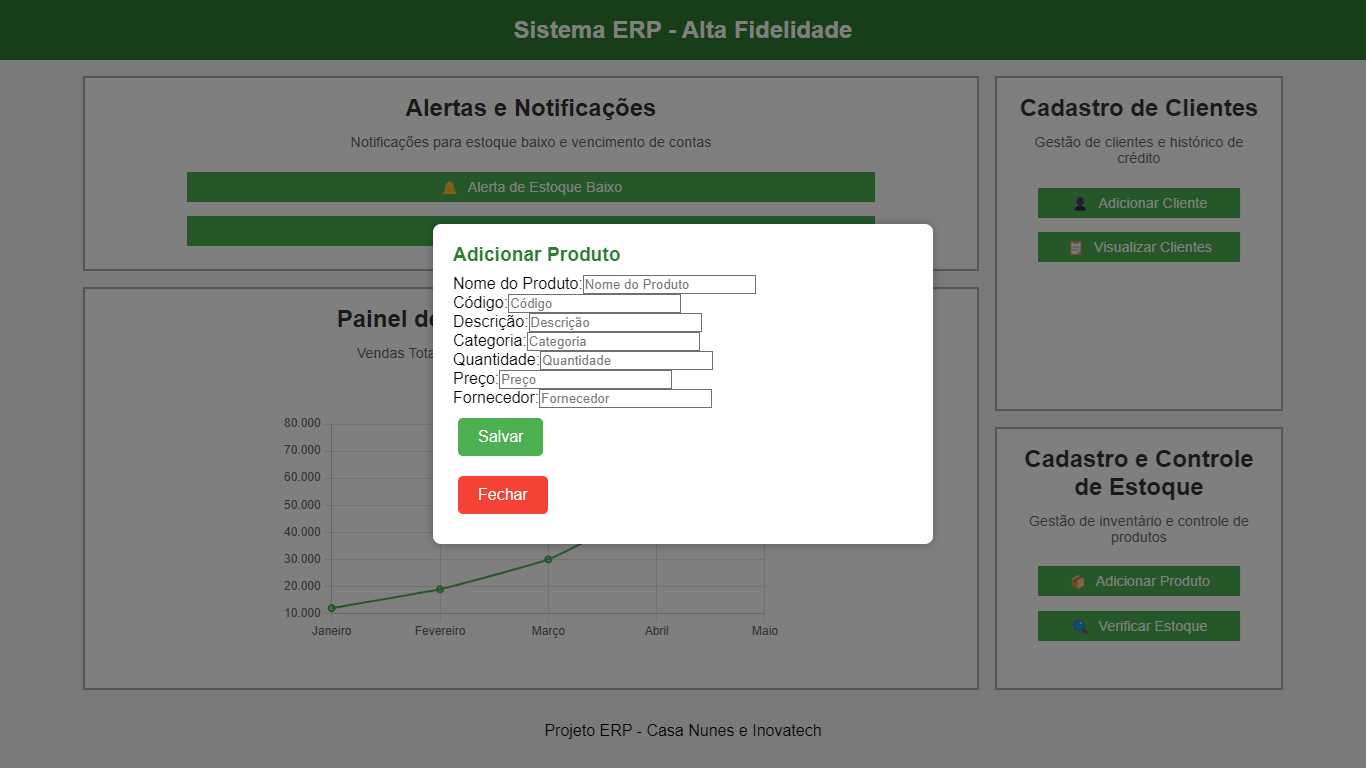 Sistema ERP - Alta Fidelidade
Alertas e Notificações
Notificações para estoque baixo e vencimento de contas
Alerta de Estoque Baixo
Cadastro de Clientes
Gestão de clientes e histórico de
crédito
Adicionar Cliente
Visualizar Clientes
Adicionar Produto
Nome do Produto: Nome do Produto
Código: Código
Descrição: Descrição
Categoria: Categoria
Quantidade: Quantidade
Preço: Preço
Fornecedor: Fornecedor
Salvar
Fechar
Painel
Vendas
80.000
70.000
60.000
50.000
40.000
30.000
20.000
10.000
Janeiro Fevereiro Março Abril Maio
Cadastro e Controle
de Estoque
Gestão de inventário e controle de
produtos
Adicionar Produto
Verificar Estoque
Projeto ERP - Casa Nunes e Inovatech